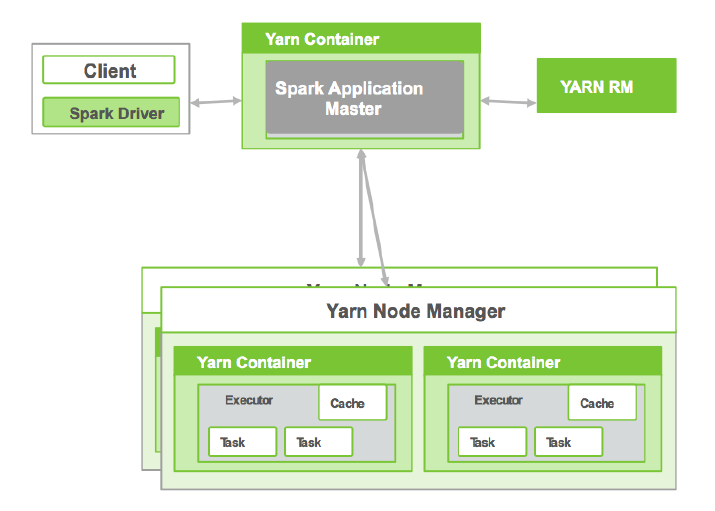 Yarn Container
Client
Spark Driver
Spark Application
Master
YARN RM
Yarn Node Manager
Yarn Container
Executor
Cache
Task
Task
Yarn Container
Executor
Cache
Task
Task